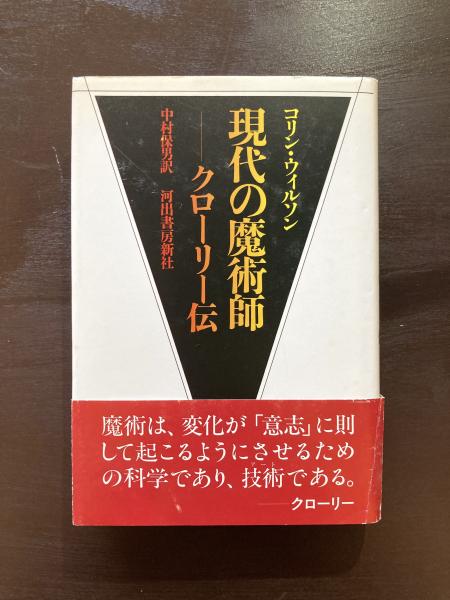 コリン・ウィルソン
現代の魔術師
──クローリー伝
中村保男訳 河出書房新社
魔術は、変化が「意志」に則
して起こるようにさせるため
の科学であり、技術である。
──クローリー